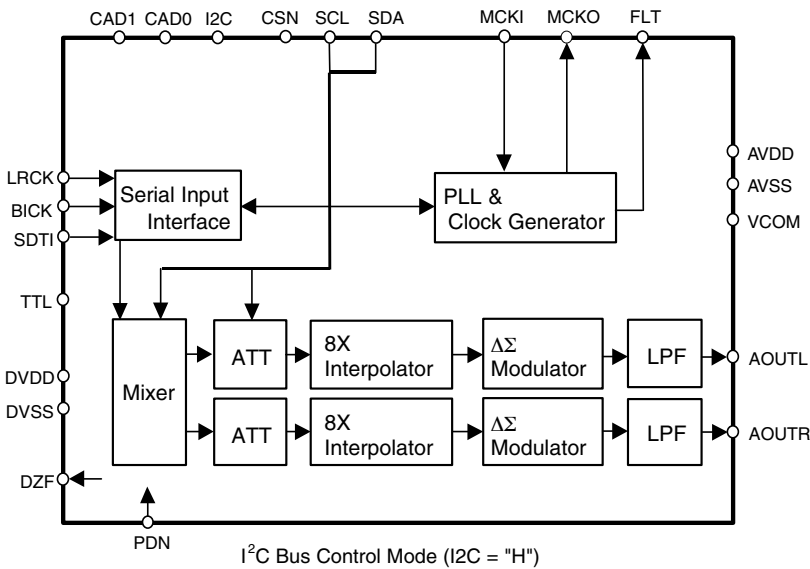 CAD1 CAD0 I2C CSN SCL SDA MCKI MCKO FLT
LRCK
BICK
SDTI
TTL
DVDD
DVSS
DZF
PDN
Serial Input
Interface
PLL &
Clock Generator
AVDD
AVSS
VCOM
Mixer
ATT
8X
Interpolator
ΔΣ
Modulator
LPF
AOUTL
ATT
8X
Interpolator
ΔΣ
Modulator
LPF
AOUTR
I²C Bus Control Mode (I2C = "H")